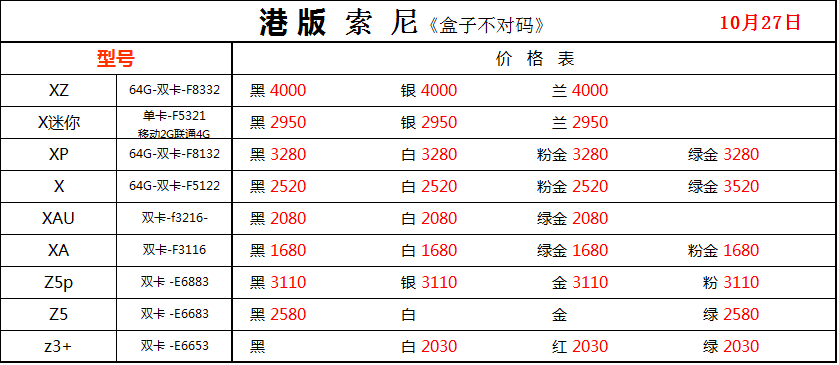 港版 索尼《盒子不对码》 10月27日
型号 价格表
XZ 64G-双卡-F8332 黑 4000 银 4000 兰 4000
X迷你 单卡-F5321 黑 2950 银 2950 兰 2950
移动2G联通4G
XP 64G-双卡-F8132 黑 3280 白 3280 粉金 3280 绿金 3280
X 64G-双卡-F5122 黑 2520 白 2520 粉金 2520 绿金 3520
XAU 双卡-f3216- 黑 2080 白 2080 绿金 2080
XA 双卡-F3116 黑 1680 白 1680 绿金 1680 粉金 1680
Z5p 双卡 -E6883 黑 3110 银 3110 金 3110 粉 3110
Z5 双卡 -E6683 黑 2580 白 金 绿 2580
z3+ 双卡 -E6653 黑 白 2030 红 2030 绿 2030